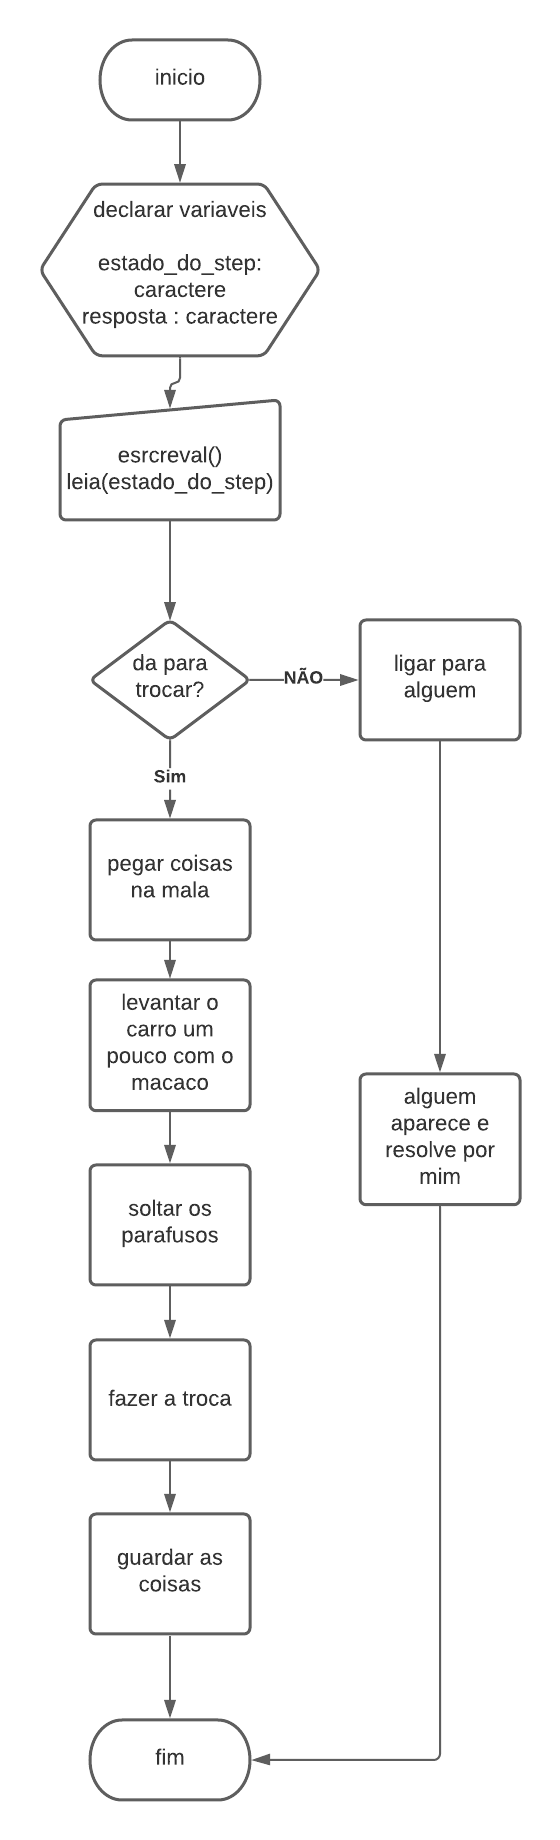 inicio
declarar variaveis
estado_do_step:
caractere
resposta : caractere
esrcreval()
leia(estado_do_step)
da para
trocar?
NÃO
ligar para
alguem
Sim
pegar coisas
na mala
levantar o
carro um
pouco com o
macaco
alguem
aparece e
resolve por
mim
soltar os
parafusos
fazer a troca
guardar as
coisas
fim